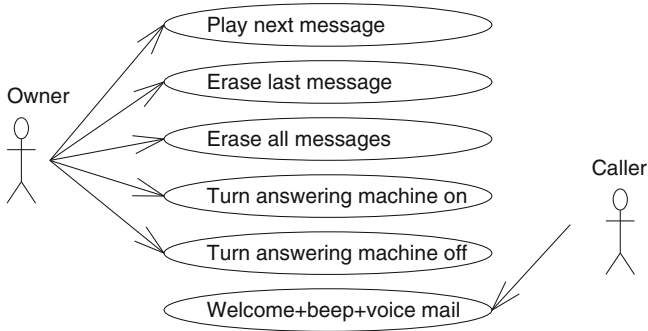 Play next message
Erase last message
Owner
Erase all messages
Caller
Turn answering machine on
Turn answering machine off
Welcome+beep+voice mail